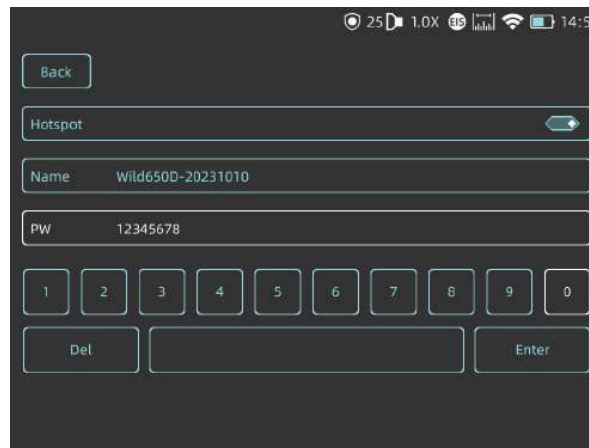 25 1.0X EIS 14:5
Back
Hotspot
Name Wild650D-20231010
PW 12345678
1 2 3 4 5 6 7 8 9 0
Del Enter